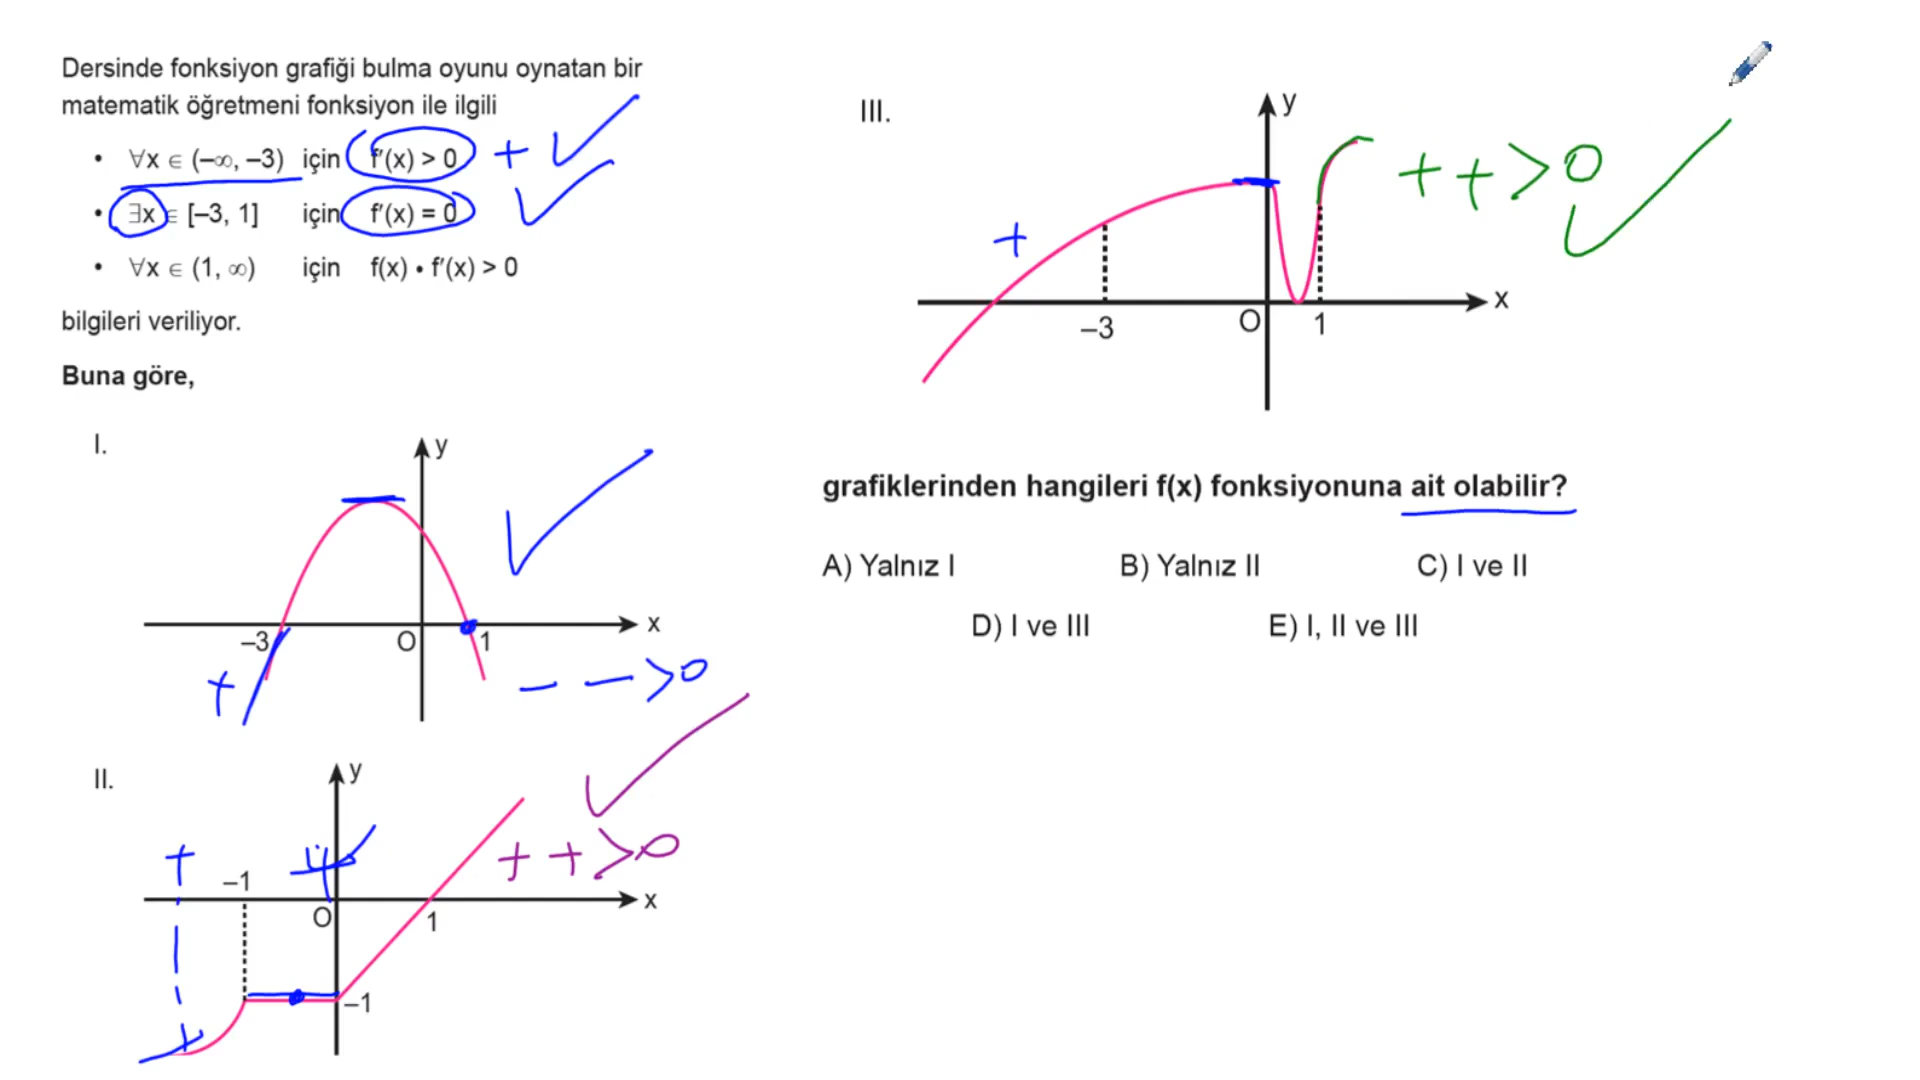 Dersinde fonksiyon grafiği bulma oyunu oynatan bir
matematik öğretmeni fonksiyon ile ilgili
• ∀x ∈ (–∞, –3) için f'(x) > 0 +
• ∃x ∈ [–3, 1] için f'(x) = 0
• ∀x ∈ (1, ∞) için f(x) • f'(x) > 0
bilgileri veriliyor.
Buna göre,
I.
y
x
–3
O
1
+
– – > 0
II.
y
+
–1
+ + > 0
x
O
1
–1
III.
y
+ + > 0
+
x
–3
O
1
grafiklerinden hangileri f(x) fonksiyonuna ait olabilir?
A) Yalnız I B) Yalnız II C) I ve II
D) I ve III E) I, II ve III